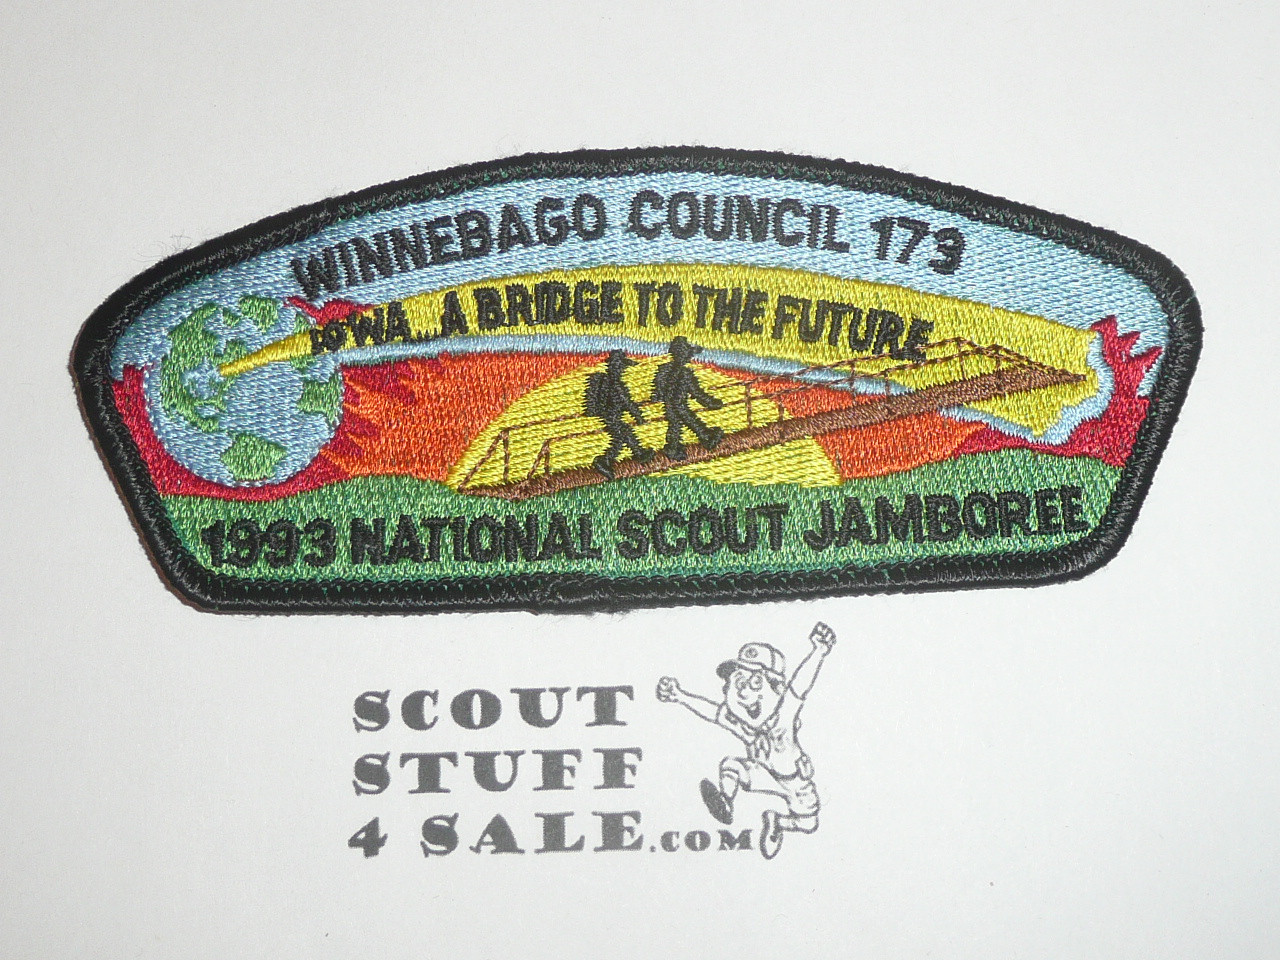 WINNEBAGO COUNCIL 173
IOWA...A BRIDGE TO THE FUTURE
1993 NATIONAL SCOUT JAMBOREE
SCOUT
STUFF
4 SALE.COM